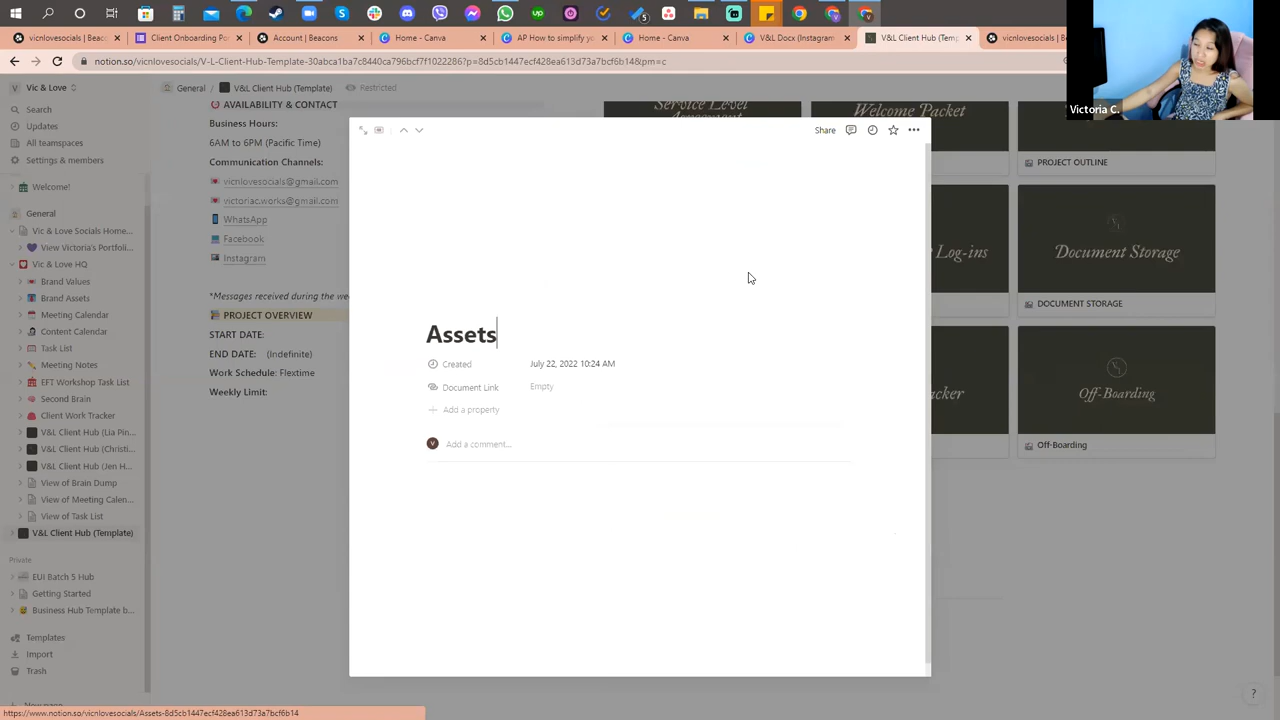 vicnlovesocials | Beac
Client Onboarding Po
Account | Beacons
Home - Canva
AP How to simplify yo
Home - Canva
V&L Docx (Instagram
V&L Client Hub (Temp
vicnlovesocials | B
notion.so/vicnlovesocials/V-L-Client-Hub-Template-30abca1ba7c8440ca796bcf7f1022286?p=8d5cb1447ecf428ea613d73a7bcf6b14&pm=c
Victoria C.
Vic & Love
General / V&L Client Hub (Template)
Restricted
Search
Updates
All teamspaces
Settings & members
Welcome!
General
Vic & Love Socials Home...
View Victoria's Portfoli...
Vic & Love HQ
Brand Values
Brand Assets
Meeting Calendar
Content Calendar
Task List
Meeting Notes
EFT Workshop Task List
Second Brain
Client Work Tracker
V&L Client Hub (Lia Pin...
V&L Client Hub (Christi...
V&L Client Hub (Jen H...
View of Brain Dump
View of Meeting Calen...
View of Task List
V&L Client Hub (Template)
Private
EUI Batch 5 Hub
Getting Started
Business Hub Template b...
Templates
Import
Trash
AVAILABILITY & CONTACT
Business Hours:
6AM to 6PM (Pacific Time)
Communication Channels:
vicnlovesocials@gmail.com
victoriac.works@gmail.com
WhatsApp
Facebook
Instagram
*Messages received during the we
PROJECT OVERVIEW
START DATE:
END DATE: (Indefinite)
Work Schedule: Flextime
Weekly Limit:
Service Level
Agreement
Welcome Packet
PROJECT OUTLINE
Log-ins
Document Storage
DOCUMENT STORAGE
Off-Boarding
Off-Boarding
Share
Assets
Created
July 22, 2022 10:24 AM
Document Link
Empty
Add a property
V
Add a comment...
?
https://www.notion.so/vicnlovesocials/Assets-8d5cb1447ecf428ea613d73a7bcf6b14